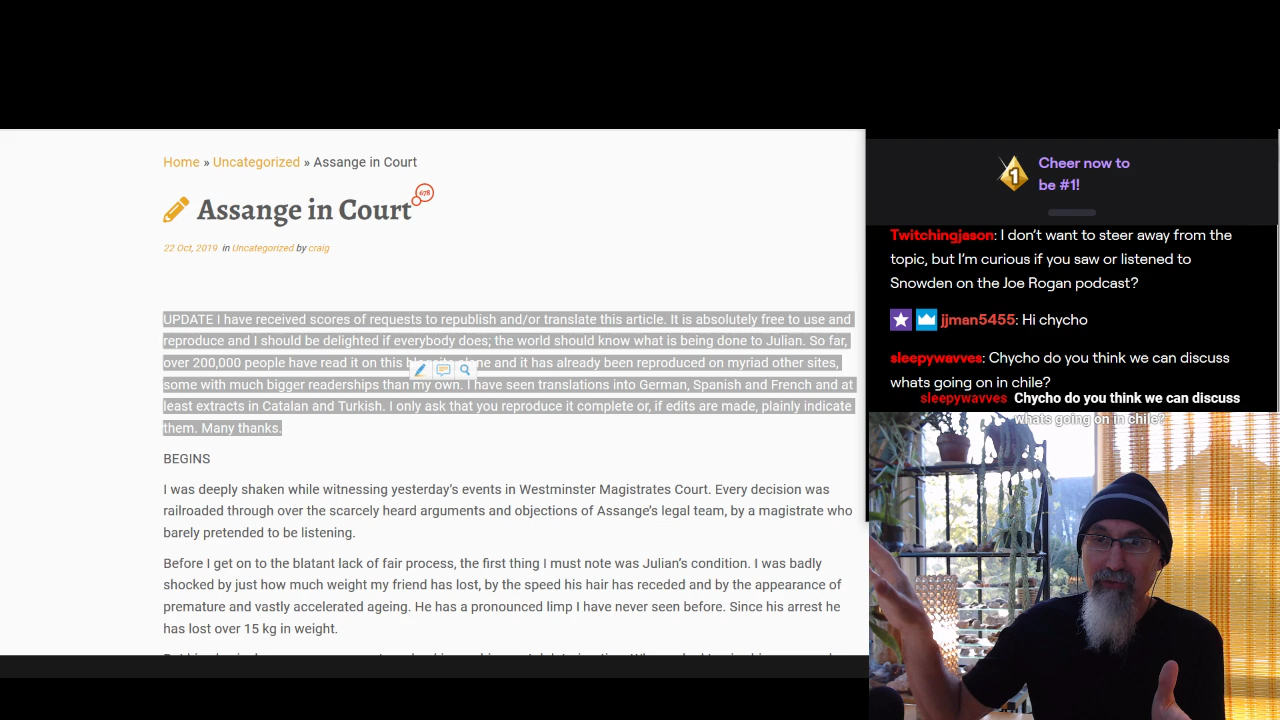 Home » Uncategorized » Assange in Court
Assange in Court
678
22 Oct, 2019 in Uncategorized by craig
UPDATE I have received scores of requests to republish and/or translate this article. It is absolutely free to use and
reproduce and I should be delighted if everybody does; the world should know what is being done to Julian. So far,
over 200,000 people have read it on this blogsite alone and it has already been reproduced on myriad other sites,
some with much bigger readerships than my own. I have seen translations into German, Spanish and French and at
least extracts in Catalan and Turkish. I only ask that you reproduce it complete or, if edits are made, plainly indicate
them. Many thanks.
BEGINS
I was deeply shaken while witnessing yesterday's events in Westminster Magistrates Court. Every decision was
railroaded through over the scarcely heard arguments and objections of Assange's legal team, by a magistrate who
barely pretended to be listening.
Before I get on to the blatant lack of fair process, the first thing I must note was Julian's condition. I was badly
shocked by just how much weight my friend has lost, by the speed his hair has receded and by the appearance of
premature and vastly accelerated ageing. He has a pronounced limp I have never seen before. Since his arrest he
has lost over 15 kg in weight.
1
Cheer now to
be #1!
Twitchingjason: I don't want to steer away from the
topic, but I'm curious if you saw or listened to
Snowden on the Joe Rogan podcast?
jjman5455: Hi chycho
sleepywavves: Chycho do you think we can discuss
whats going on in chile?
sleepywavves Chycho do you think we can discuss
whats going on in chile?